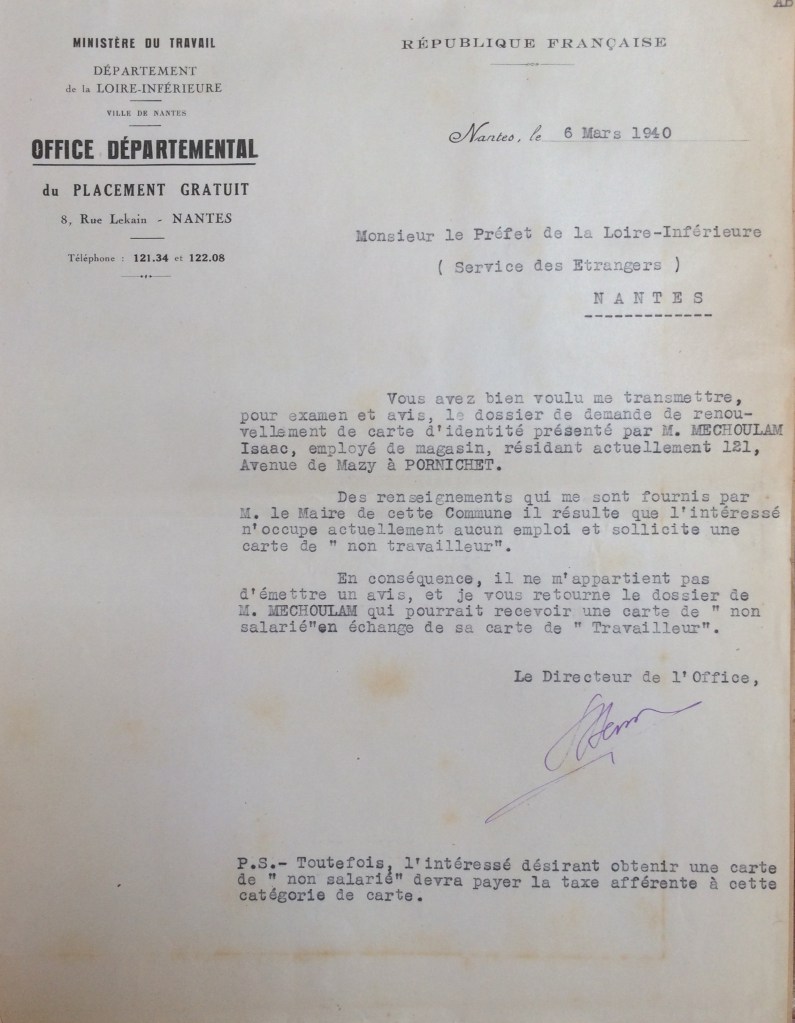 AB
MINISTÈRE DU TRAVAIL
DÉPARTEMENT
de la LOIRE-INFÉRIEURE
VILLE DE NANTES
OFFICE DÉPARTEMENTAL
du PLACEMENT GRATUIT
8, Rue Lekain - NANTES
Téléphone : 121.34 et 122.08
RÉPUBLIQUE FRANÇAISE
Nantes, le 6 Mars 1940
Monsieur le Préfet de la Loire-Inférieure
( Service des Etrangers )
N A N T E S
Vous avez bien voulu me transmettre,
pour examen et avis, le dossier de demande de renou-
vellement de carte d'identité présenté par M. MECHOULAM
Isaac, employé de magasin, résidant actuellement 121,
Avenue de Mazy à PORNICHET.
Des renseignements qui me sont fournis par
M. le Maire de cette Commune il résulte que l'intéressé
n'occupe actuellement aucun emploi et sollicite une
carte de " non travailleur".
En conséquence, il ne m'appartient pas
d'émettre un avis, et je vous retourne le dossier de
M. MECHOULAM qui pourrait recevoir une carte de " non
salarié"en échange de sa carte de " Travailleur".
Le Directeur de l'Office,
P.S.- Toutefois, l'intéressé désirant obtenir une carte
de " non salarié" devra payer la taxe afférente à cette
catégorie de carte.